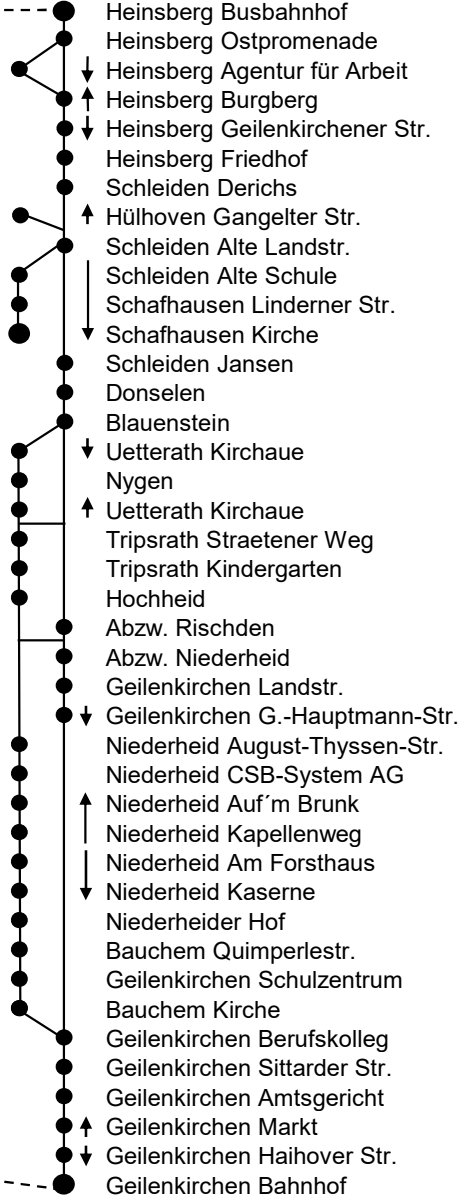 Heinsberg Busbahnhof
Heinsberg Ostpromenade
Heinsberg Agentur für Arbeit
Heinsberg Burgberg
Heinsberg Geilenkirchener Str.
Heinsberg Friedhof
Schleiden Derichs
Hülhoven Gangelter Str.
Schleiden Alte Landstr.
Schleiden Alte Schule
Schafhausen Linderner Str.
Schafhausen Kirche
Schleiden Jansen
Donselen
Blauenstein
Uetterath Kirchaue
Nygen
Uetterath Kirchaue
Tripsrath Straetener Weg
Tripsrath Kindergarten
Hochheid
Abzw. Rischden
Abzw. Niederheid
Geilenkirchen Landstr.
Geilenkirchen G.-Hauptmann-Str.
Niederheid August-Thyssen-Str.
Niederheid CSB-System AG
Niederheid Auf´m Brunk
Niederheid Kapellenweg
Niederheid Am Forsthaus
Niederheid Kaserne
Niederheider Hof
Bauchem Quimperlestr.
Geilenkirchen Schulzentrum
Bauchem Kirche
Geilenkirchen Berufskolleg
Geilenkirchen Sittarder Str.
Geilenkirchen Amtsgericht
Geilenkirchen Markt
Geilenkirchen Haihover Str.
Geilenkirchen Bahnhof